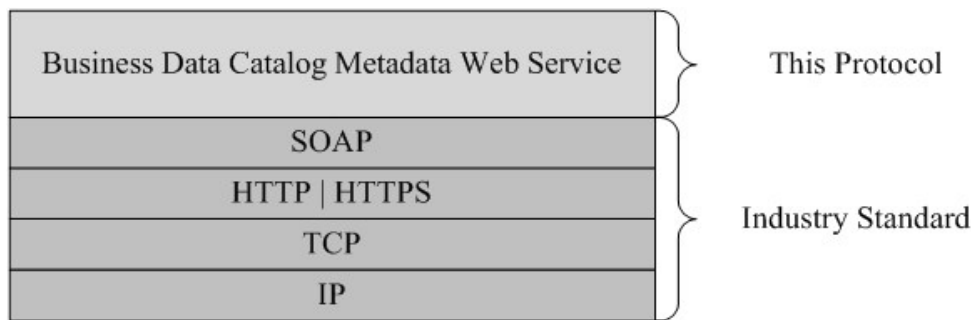 Business Data Catalog Metadata Web Service
This Protocol
SOAP
HTTP | HTTPS
TCP
IP
Industry Standard